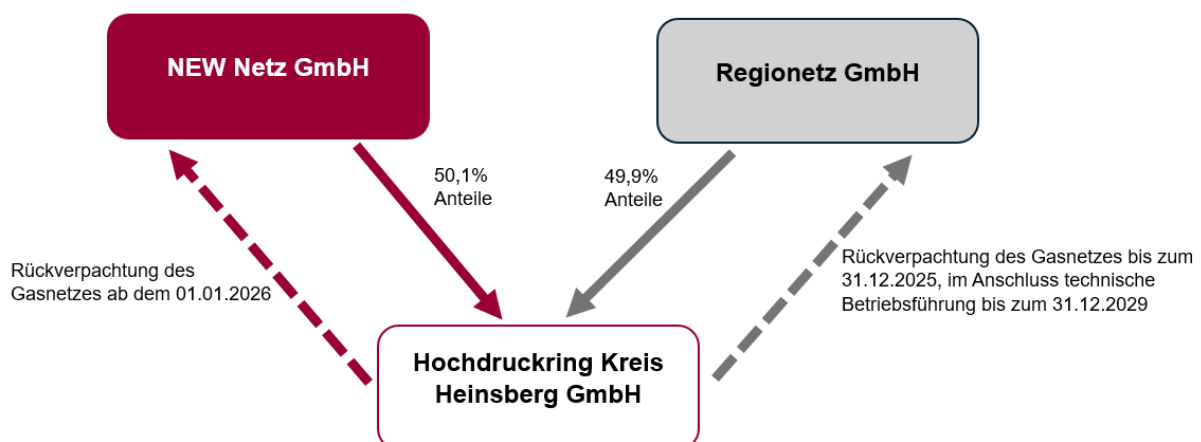 NEW Netz GmbH
Regionetz GmbH
50,1%
Anteile
49,9%
Anteile
Rückverpachtung des
Gasnetzes ab dem 01.01.2026
Rückverpachtung des Gasnetzes bis zum
31.12.2025, im Anschluss technische
Betriebsführung bis zum 31.12.2029
Hochdruckring Kreis
Heinsberg GmbH